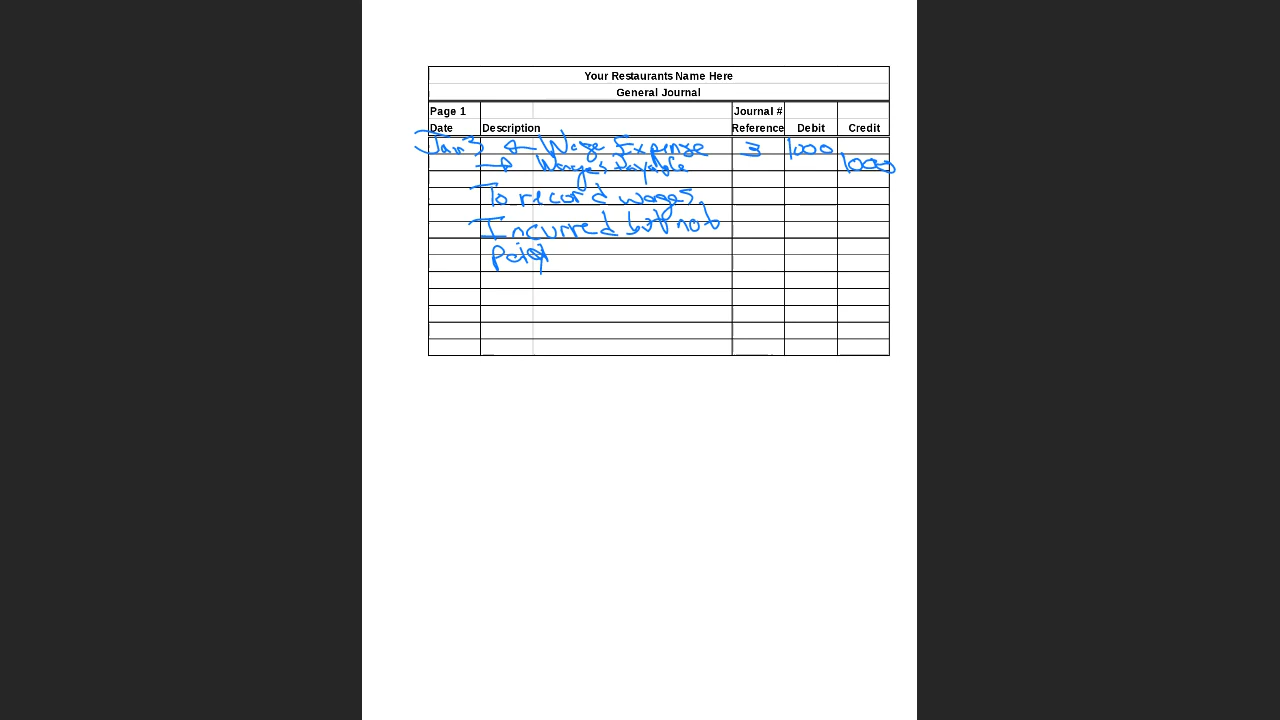 Your Restaurants Name Here
General Journal
Page 1 Journal #
Date Description Reference Debit Credit
Jan 3 ← Wage Expense 3 1000
→ Wages Payable 1000
To record wages
Incurred but not
paid